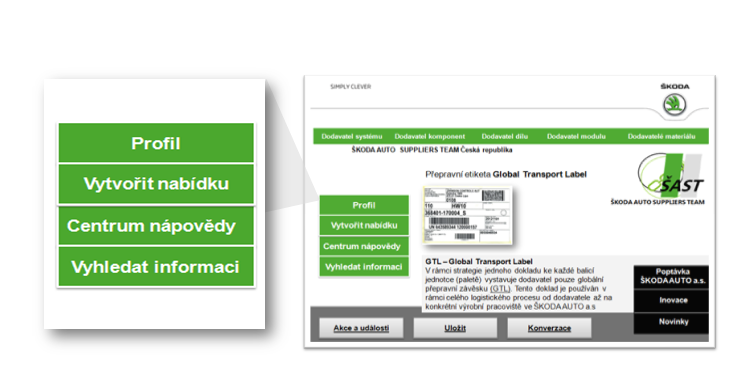 Profil
Vytvořit nabídku
Centrum nápovědy
Vyhledat informaci
SIMPLY CLEVER
ŠKODA
Dodavatel systému Dodavatel komponent Dodavatel dílu Dodavatel modulu Dodavatelé materiálu
ŠKODA AUTO SUPPLIERS TEAM Česká republika
Přepravní etiketa Global Transport Label
ŠAST
ŠKODA AUTO SUPPLIERS TEAM
Profil
Vytvořit nabídku
Centrum nápovědy
Vyhledat informaci
GTL – Global Transport Label
V rámci strategie jednoho dokladu ke každé balicí
jednotce (paletě) vystavuje dodavatel pouze globální
přepravní závěsku (GTL). Tento doklad je používán v
rámci celého logistického procesu od dodavatele až na
konkrétní výrobní pracoviště ve ŠKODA AUTO a.s
Poptávka
ŠKODA AUTO a.s.
Inovace
Novinky
Akce a události Uložit Konverzace